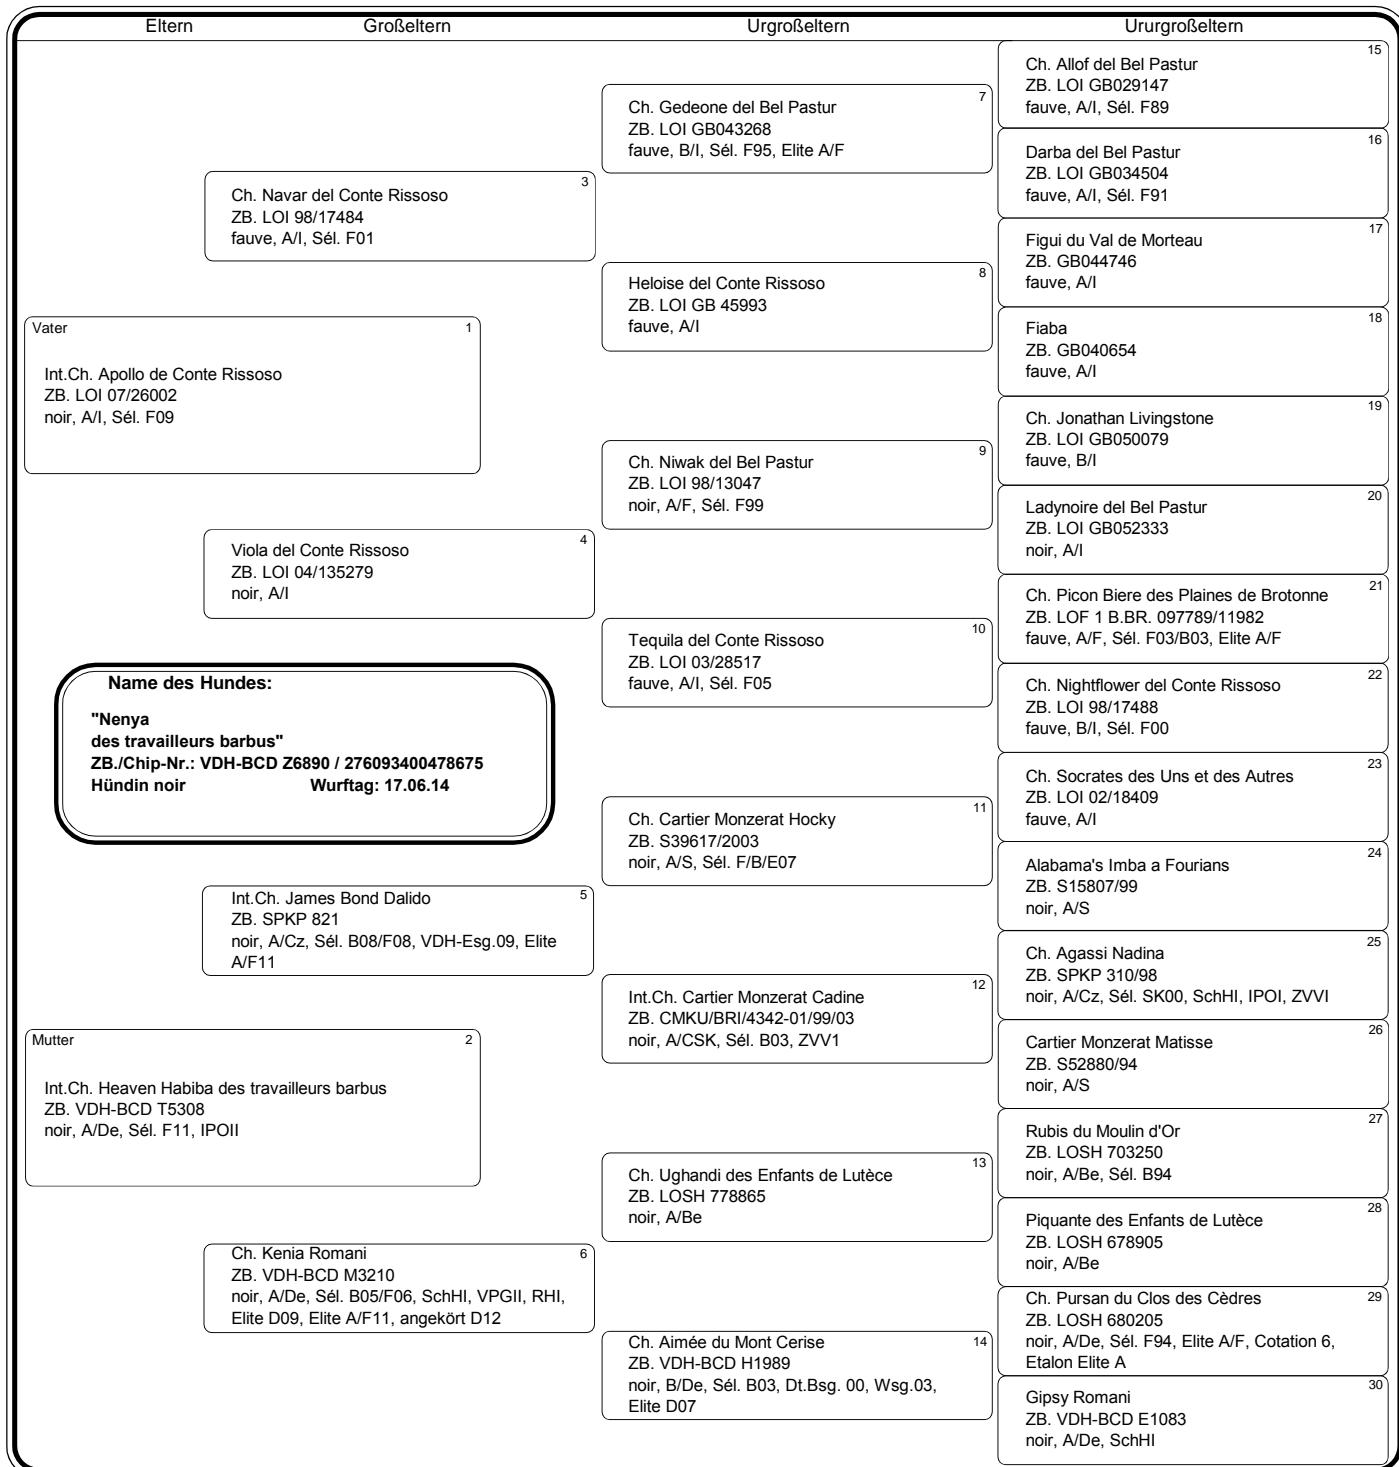 Eltern
Großeltern
Urgroßeltern
Ururgroßeltern
Vater 1
Int.Ch. Apollo de Conte Rissoso
ZB. LOI 07/26002
noir, A/I, Sél. F09
Mutter 2
Int.Ch. Heaven Habiba des travailleurs barbus
ZB. VDH-BCD T5308
noir, A/De, Sél. F11, IPOII
Name des Hundes:
"Nenya
des travailleurs barbus"
ZB./Chip-Nr.: VDH-BCD Z6890 / 276093400478675
Hündin noir Wurftag: 17.06.14
3
Ch. Navar del Conte Rissoso
ZB. LOI 98/17484
fauve, A/I, Sél. F01
4
Viola del Conte Rissoso
ZB. LOI 04/135279
noir, A/I
5
Int.Ch. James Bond Dalido
ZB. SPKP 821
noir, A/Cz, Sél. B08/F08, VDH-Esg.09, Elite
A/F11
6
Ch. Kenia Romani
ZB. VDH-BCD M3210
noir, A/De, Sél. B05/F06, SchHI, VPGII, RHI,
Elite D09, Elite A/F11, angekört D12
7
Ch. Gedeone del Bel Pastur
ZB. LOI GB043268
fauve, B/I, Sél. F95, Elite A/F
8
Heloise del Conte Rissoso
ZB. LOI GB 45993
fauve, A/I
9
Ch. Niwak del Bel Pastur
ZB. LOI 98/13047
noir, A/F, Sél. F99
10
Tequila del Conte Rissoso
ZB. LOI 03/28517
fauve, A/I, Sél. F05
11
Ch. Cartier Monzerat Hocky
ZB. S39617/2003
noir, A/S, Sél. F/B/E07
12
Int.Ch. Cartier Monzerat Cadine
ZB. CMKU/BRI/4342-01/99/03
noir, A/CSK, Sél. B03, ZVV1
13
Ch. Ughandi des Enfants de Lutèce
ZB. LOSH 778865
noir, A/Be
14
Ch. Aimée du Mont Cerise
ZB. VDH-BCD H1989
noir, B/De, Sél. B03, Dt.Bsg. 00, Wsg.03,
Elite D07
15
Ch. Allof del Bel Pastur
ZB. LOI GB029147
fauve, A/I, Sél. F89
16
Darba del Bel Pastur
ZB. LOI GB034504
fauve, A/I, Sél. F91
17
Figui du Val de Morteau
ZB. GB044746
fauve, A/I
18
Fiaba
ZB. GB040654
fauve, A/I
19
Ch. Jonathan Livingstone
ZB. LOI GB050079
fauve, B/I
20
Ladynoire del Bel Pastur
ZB. LOI GB052333
noir, A/I
21
Ch. Picon Biere des Plaines de Brotonne
ZB. LOF 1 B.BR. 097789/11982
fauve, A/F, Sél. F03/B03, Elite A/F
22
Ch. Nightflower del Conte Rissoso
ZB. LOI 98/17488
fauve, B/I, Sél. F00
23
Ch. Socrates des Uns et des Autres
ZB. LOI 02/18409
fauve, A/I
24
Alabama's Imba a Fourians
ZB. S15807/99
noir, A/S
25
Ch. Agassi Nadina
ZB. SPKP 310/98
noir, A/Cz, Sél. SK00, SchHI, IPOI, ZVVI
26
Cartier Monzerat Matisse
ZB. S52880/94
noir, A/S
27
Rubis du Moulin d'Or
ZB. LOSH 703250
noir, A/Be, Sél. B94
28
Piquante des Enfants de Lutèce
ZB. LOSH 678905
noir, A/Be
29
Ch. Pursan du Clos des Cèdres
ZB. LOSH 680205
noir, A/De, Sél. F94, Elite A/F, Cotation 6,
Etalon Elite A
30
Gipsy Romani
ZB. VDH-BCD E1083
noir, A/De, SchHI